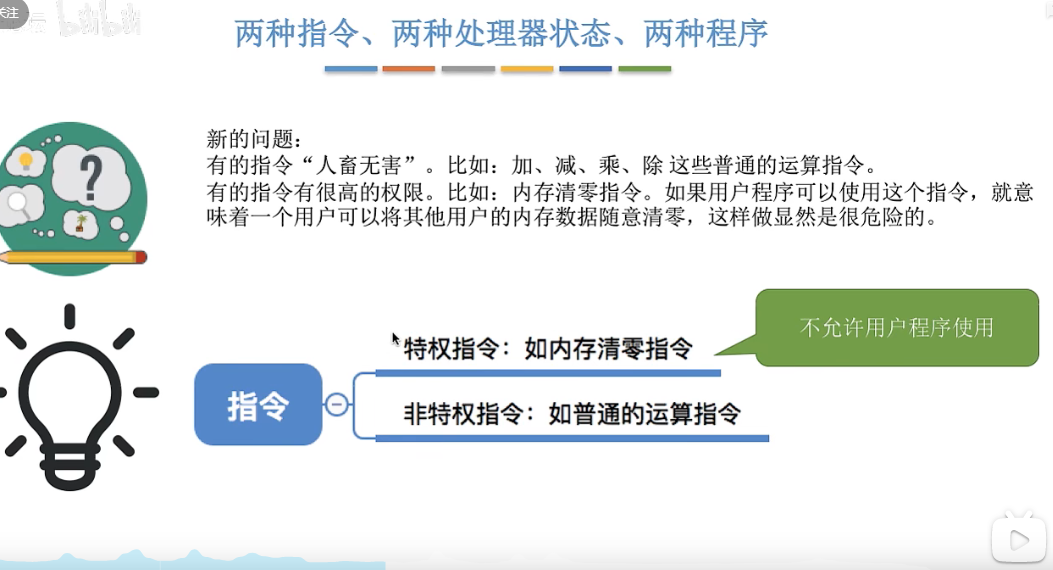 关注
bilibili
两种指令、两种处理器状态、两种程序
新的问题：
有的指令“人畜无害”。比如：加、减、乘、除 这些普通的运算指令。
有的指令有很高的权限。比如：内存清零指令。如果用户程序可以使用这个指令，就意
味着一个用户可以将其他用户的内存数据随意清零，这样做显然是很危险的。
?
不允许用户程序使用
特权指令：如内存清零指令
指令
非特权指令：如普通的运算指令